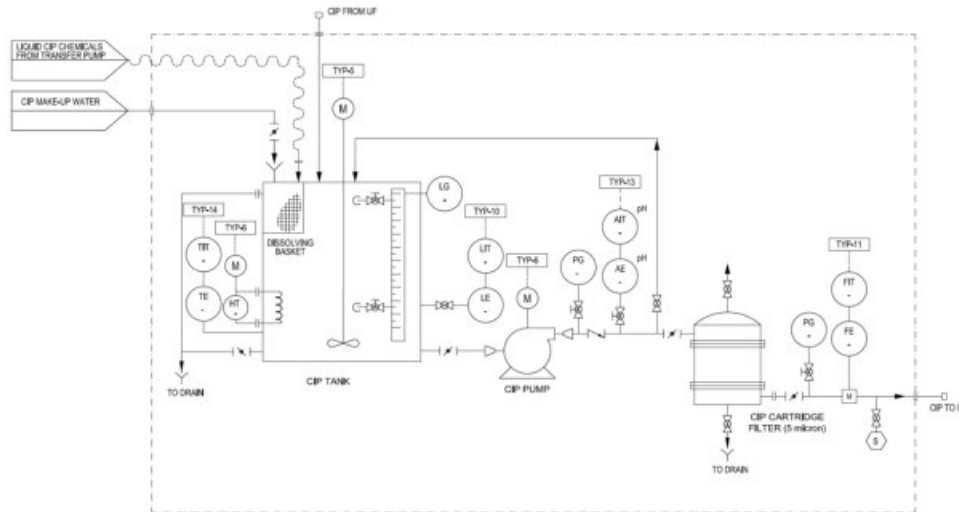 CIP FROM UF
LIQUID CIP CHEMICALS
FROM TRANSFER PUMP
CIP MAKE-UP WATER
TYP-5
M
TYP-14
TYP-6
TIT
-
M
TE
-
HT
-
DISSOLVING
BASKET
LG
-
TYP-10
LIT
-
LE
-
TYP-6
M
PG
-
TYP-13
AIT
-
pH
AE
-
pH
TYP-11
FIT
-
FE
-
PG
-
M
S
TO DRAIN
CIP TANK
CIP PUMP
CIP CARTRIDGE
FILTER (5 micron)
TO DRAIN
CIP TO